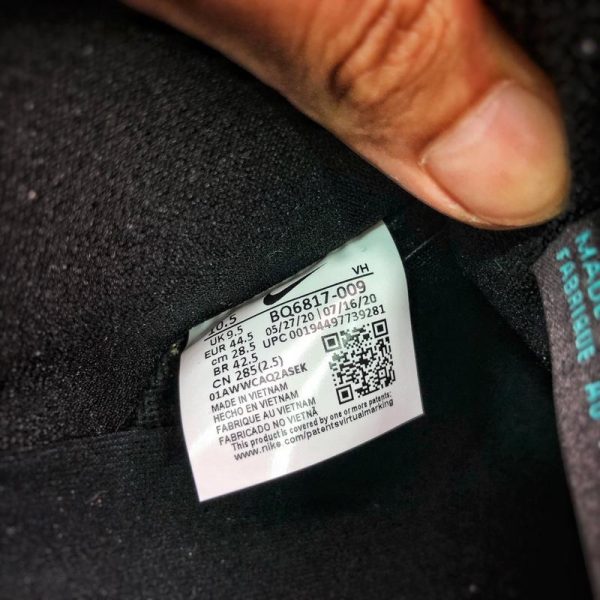 VH
10.5
UK 9.5
EUR 44.5
cm 28.5
BR 42.5
CN 285(2.5)
BQ6817-009
05/27/20 | 07/16/20
UPC 00194497739281
01AWWCAQ2ASEK
MADE IN VIETNAM
HECHO EN VIETNAM
FABRIQUE AU VIETNAM
FABRICADO NO VIETNÃ
This product is covered by one or more patents:
www.nike.com/patentsvirtualmarking
MADE
FABRIQUE AU